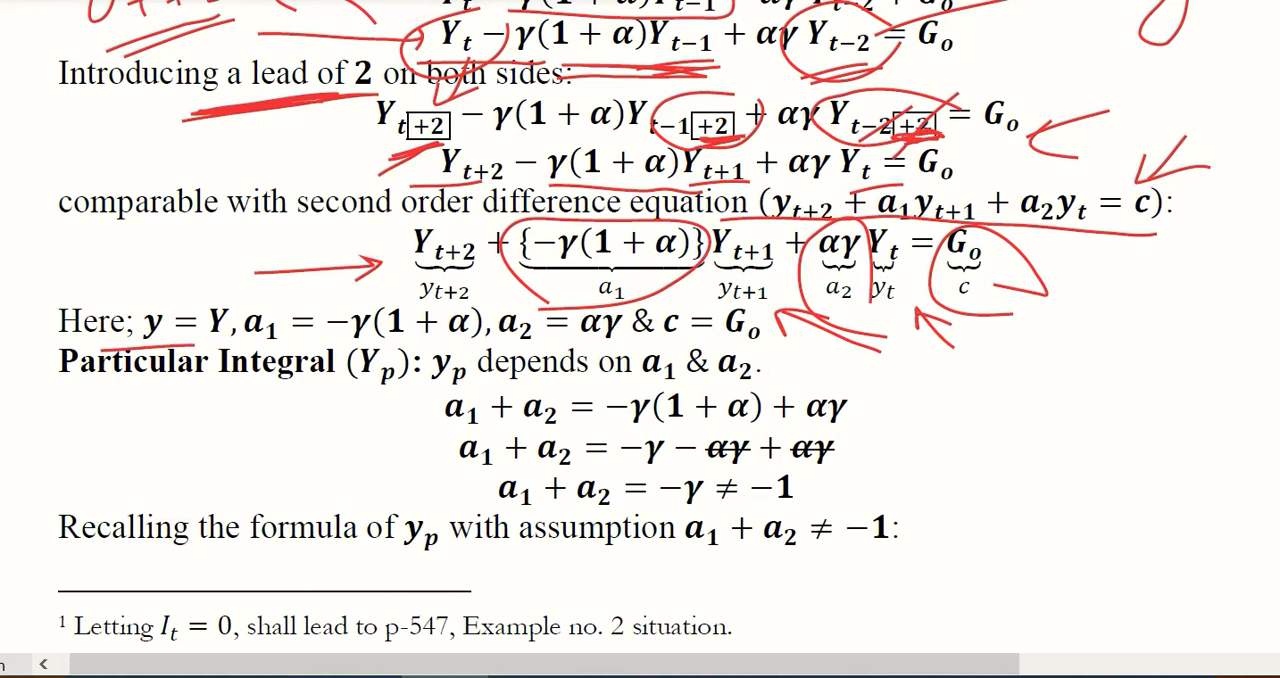 Yₜ − γ(1 + α)Yₜ₋₁ + αγ Yₜ₋₂ = Gₒ
Introducing a lead of 2 on both sides:
Yₜ[+2] − γ(1 + α)Yₜ₋₁[+2] + αγ Yₜ₋₂[+2] = Gₒ
Yₜ₊₂ − γ(1 + α)Yₜ₊₁ + αγ Yₜ = Gₒ
comparable with second order difference equation (yₜ₊₂ + a₁yₜ₊₁ + a₂yₜ = c):
Yₜ₊₂ + {−γ(1 + α)}Yₜ₊₁ + αγ Yₜ = Gₒ
yₜ₊₂ a₁ yₜ₊₁ a₂ yₜ c
Here; y = Y, a₁ = −γ(1 + α), a₂ = αγ & c = Gₒ
Particular Integral (Yₚ): yₚ depends on a₁ & a₂.
a₁ + a₂ = −γ(1 + α) + αγ
a₁ + a₂ = −γ − αγ + αγ
a₁ + a₂ = −γ ≠ −1
Recalling the formula of yₚ with assumption a₁ + a₂ ≠ −1:
¹ Letting Iₜ = 0, shall lead to p-547, Example no. 2 situation.